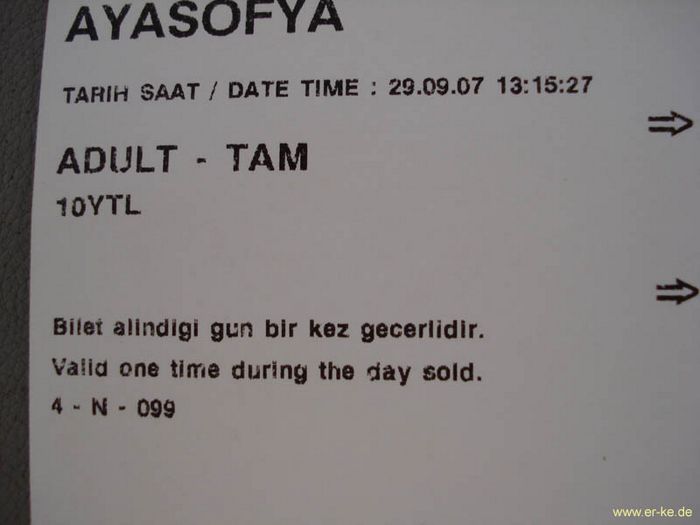 AYASOFYA
TARIH SAAT / DATE TIME : 29.09.07 13:15:27
⇒
ADULT - TAM
10YTL
⇒
Bilet alindigi gun bir kez gecerlidir.
Valid one time during the day sold.
4 - N - 099
www.er-ke.de